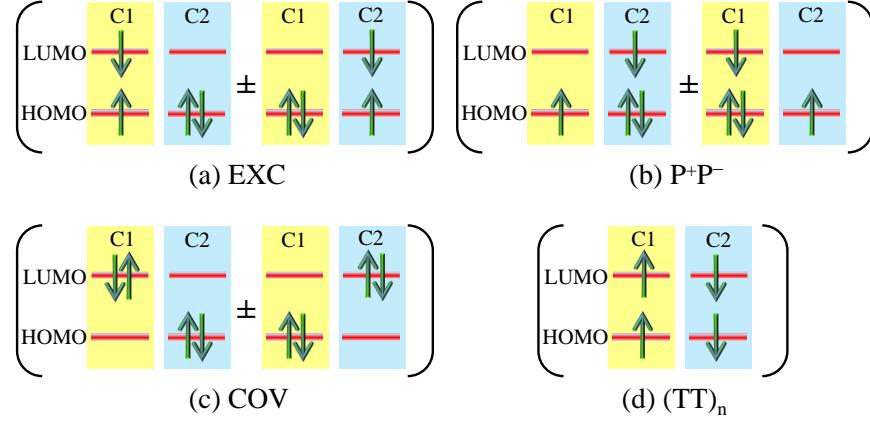 C1 C2 C1 C2 C1 C2 C1 C2
LUMO LUMO
± ±
HOMO HOMO
(a) EXC (b) P⁺P⁻
C1 C2 C1 C2 C1 C2
LUMO LUMO
±
HOMO HOMO
(c) COV (d) (TT)ₙ